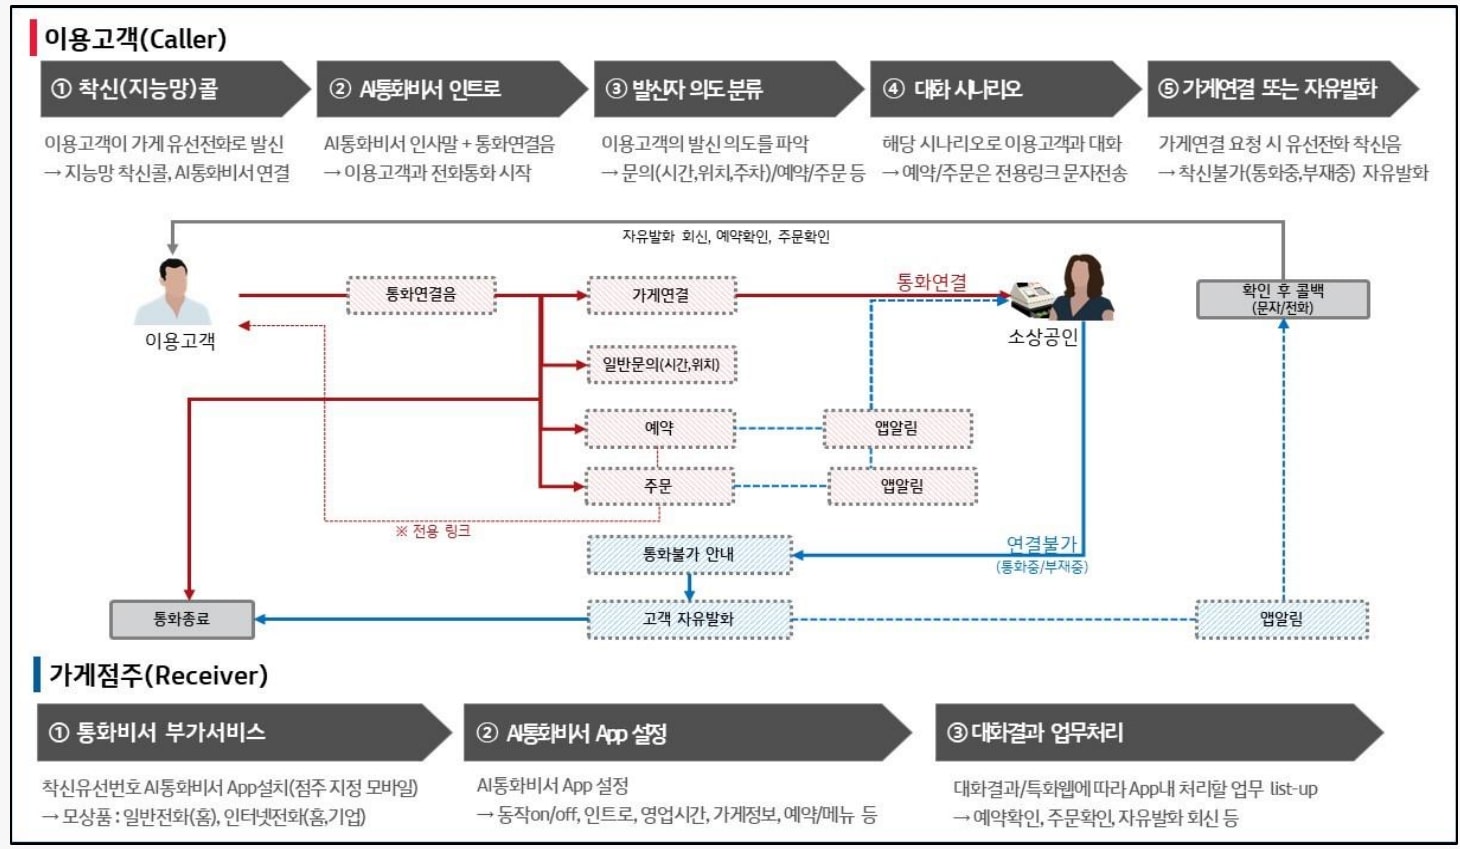 이용고객(Caller)
① 착신(지능망)콜
② AI통화비서 인트로
③ 발신자 의도 분류
④ 대화 시나리오
⑤ 가게연결 또는 자유발화
이용고객이 가게 유선전화로 발신
→ 지능망 착신콜, AI통화비서 연결
AI통화비서 인사말 + 통화연결음
→ 이용고객과 전화통화 시작
이용고객의 발신 의도를 파악
→ 문의(시간,위치,주차)/예약/주문 등
해당 시나리오로 이용고객과 대화
→ 예약/주문은 전용링크 문자전송
가게연결 요청 시 유선전화 착신음
→ 착신불가(통화중,부재중) 자유발화
자유발화 회신, 예약확인, 주문확인
이용고객
통화연결음
가게연결
통화연결
소상공인
확인 후 콜백
(문자/전화)
일반문의(시간,위치)
예약
앱알림
주문
앱알림
※ 전용 링크
통화불가 안내
연결불가
(통화중/부재중)
통화종료
고객 자유발화
앱알림
가게점주(Receiver)
① 통화비서 부가서비스
② AI통화비서 App 설정
③ 대화결과 업무처리
착신유선번호 AI통화비서 App설치(점주 지정 모바일)
→ 모상품 : 일반전화(홈), 인터넷전화(홈,기업)
AI통화비서 App 설정
→ 동작on/off, 인트로, 영업시간, 가게정보, 예약/메뉴 등
대화결과/특화웹에 따라 App내 처리할 업무 list-up
→ 예약확인, 주문확인, 자유발화 회신 등